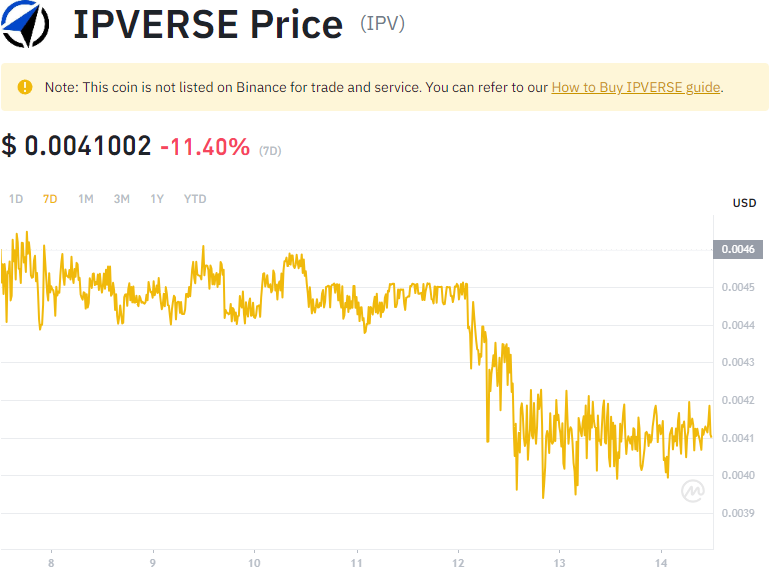 IPVERSE Price (IPV)
Note: This coin is not listed on Binance for trade and service. You can refer to our How to Buy IPVERSE guide.
$ 0.0041002 -11.40% (7D)
1D 7D 1M 3M 1Y YTD
USD
0.0046
0.0045
0.0044
0.0043
0.0042
0.0041
0.0040
0.0039
8 9 10 11 12 13 14